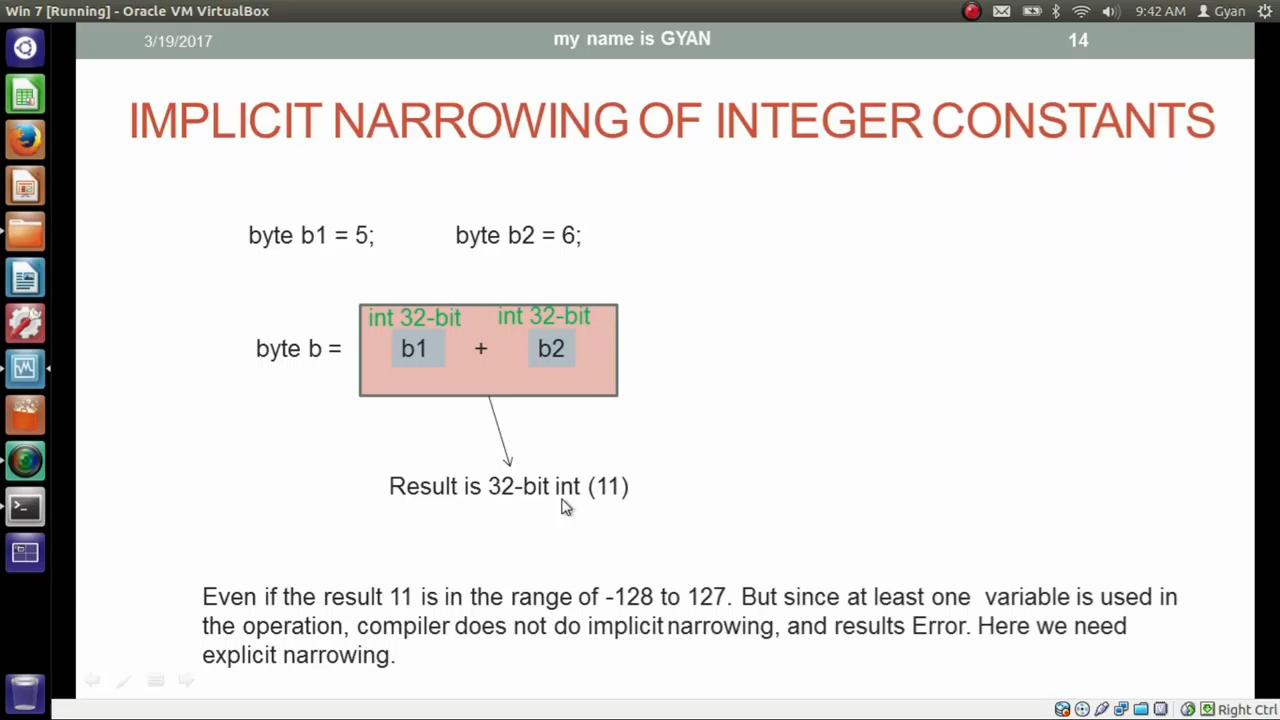 Win 7 [Running] - Oracle VM VirtualBox
9:42 AM
Gyan
3/19/2017
my name is GYAN
14
IMPLICIT NARROWING OF INTEGER CONSTANTS
byte b1 = 5;
byte b2 = 6;
int 32-bit
int 32-bit
byte b =
b1
+
b2
Result is 32-bit int (11)
Even if the result 11 is in the range of -128 to 127. But since at least one variable is used in
the operation, compiler does not do implicit narrowing, and results Error. Here we need
explicit narrowing.
Right Ctrl